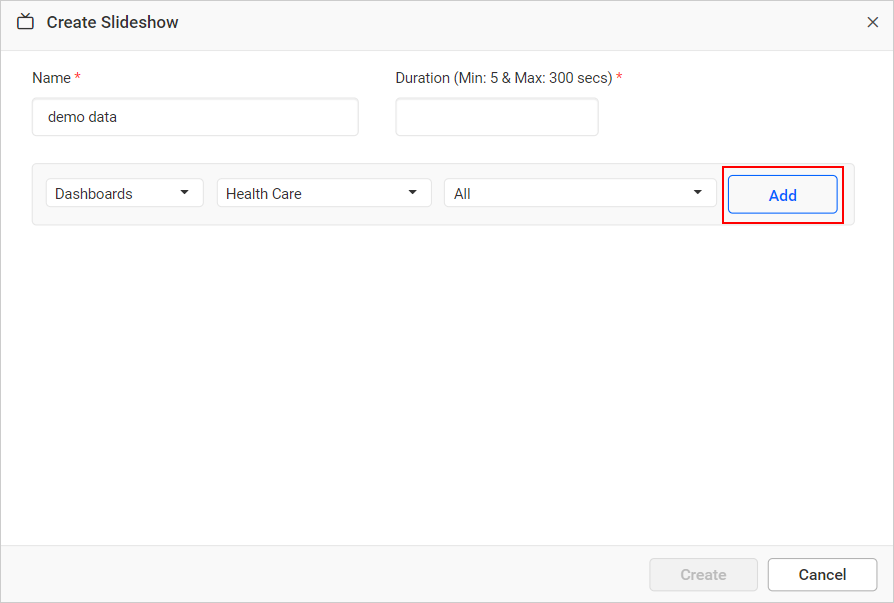 Create Slideshow
Name *
Duration (Min: 5 & Max: 300 secs) *
demo data
Dashboards
Health Care
All
Add
Create
Cancel